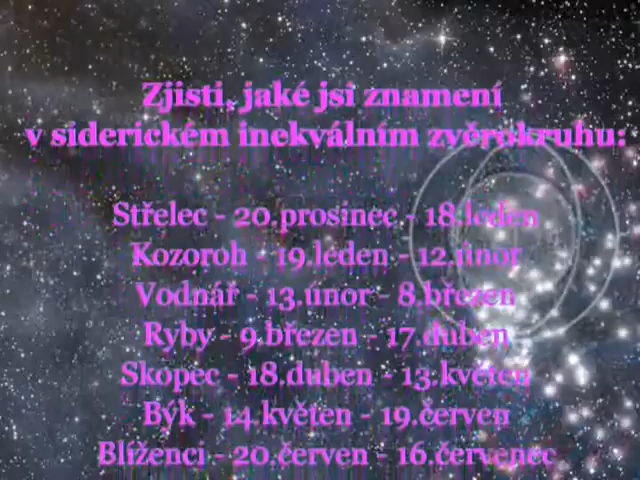 Zjisti, jaké jsi znamení
v siderickém inekválním zvěrokruhu:
Střelec - 20.prosinec - 18.leden
Kozoroh - 19.leden - 12.únor
Vodnář - 13.únor - 8.březen
Ryby - 9.březen - 17.duben
Skopec - 18.duben - 13.květen
Býk - 14.květen - 19.červen
Blíženci - 20.červen - 16.červenec